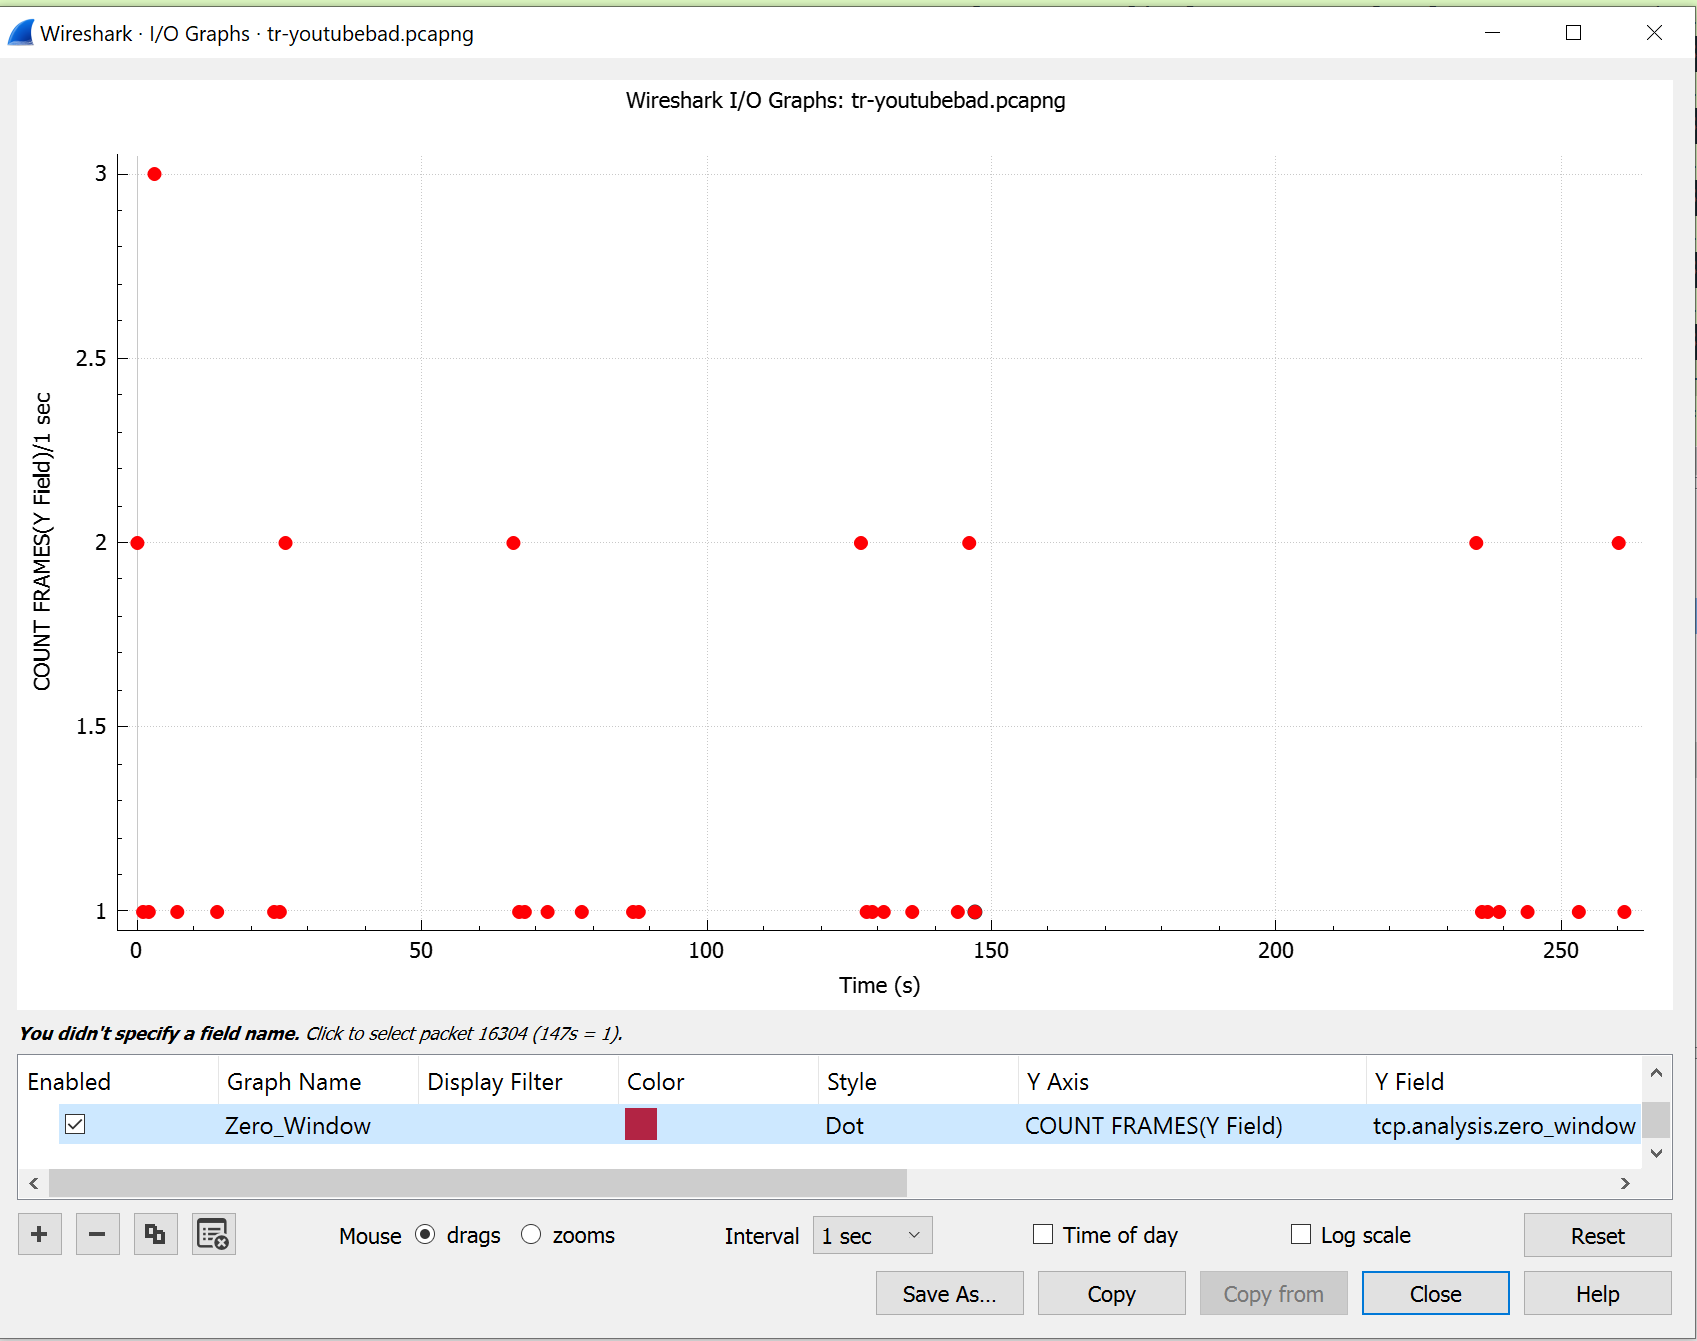 Wireshark · I/O Graphs · tr-youtubebad.pcapng
Wireshark I/O Graphs: tr-youtubebad.pcapng
COUNT FRAMES(Y Field)/1 sec
3
2.5
2
1.5
1
0 50 100 150 200 250
Time (s)
You didn't specify a field name. Click to select packet 16304 (147s = 1).
Enabled Graph Name Display Filter Color Style Y Axis Y Field
Zero_Window Dot COUNT FRAMES(Y Field) tcp.analysis.zero_window
Mouse drags zooms Interval 1 sec Time of day Log scale Reset
Save As... Copy Copy from Close Help